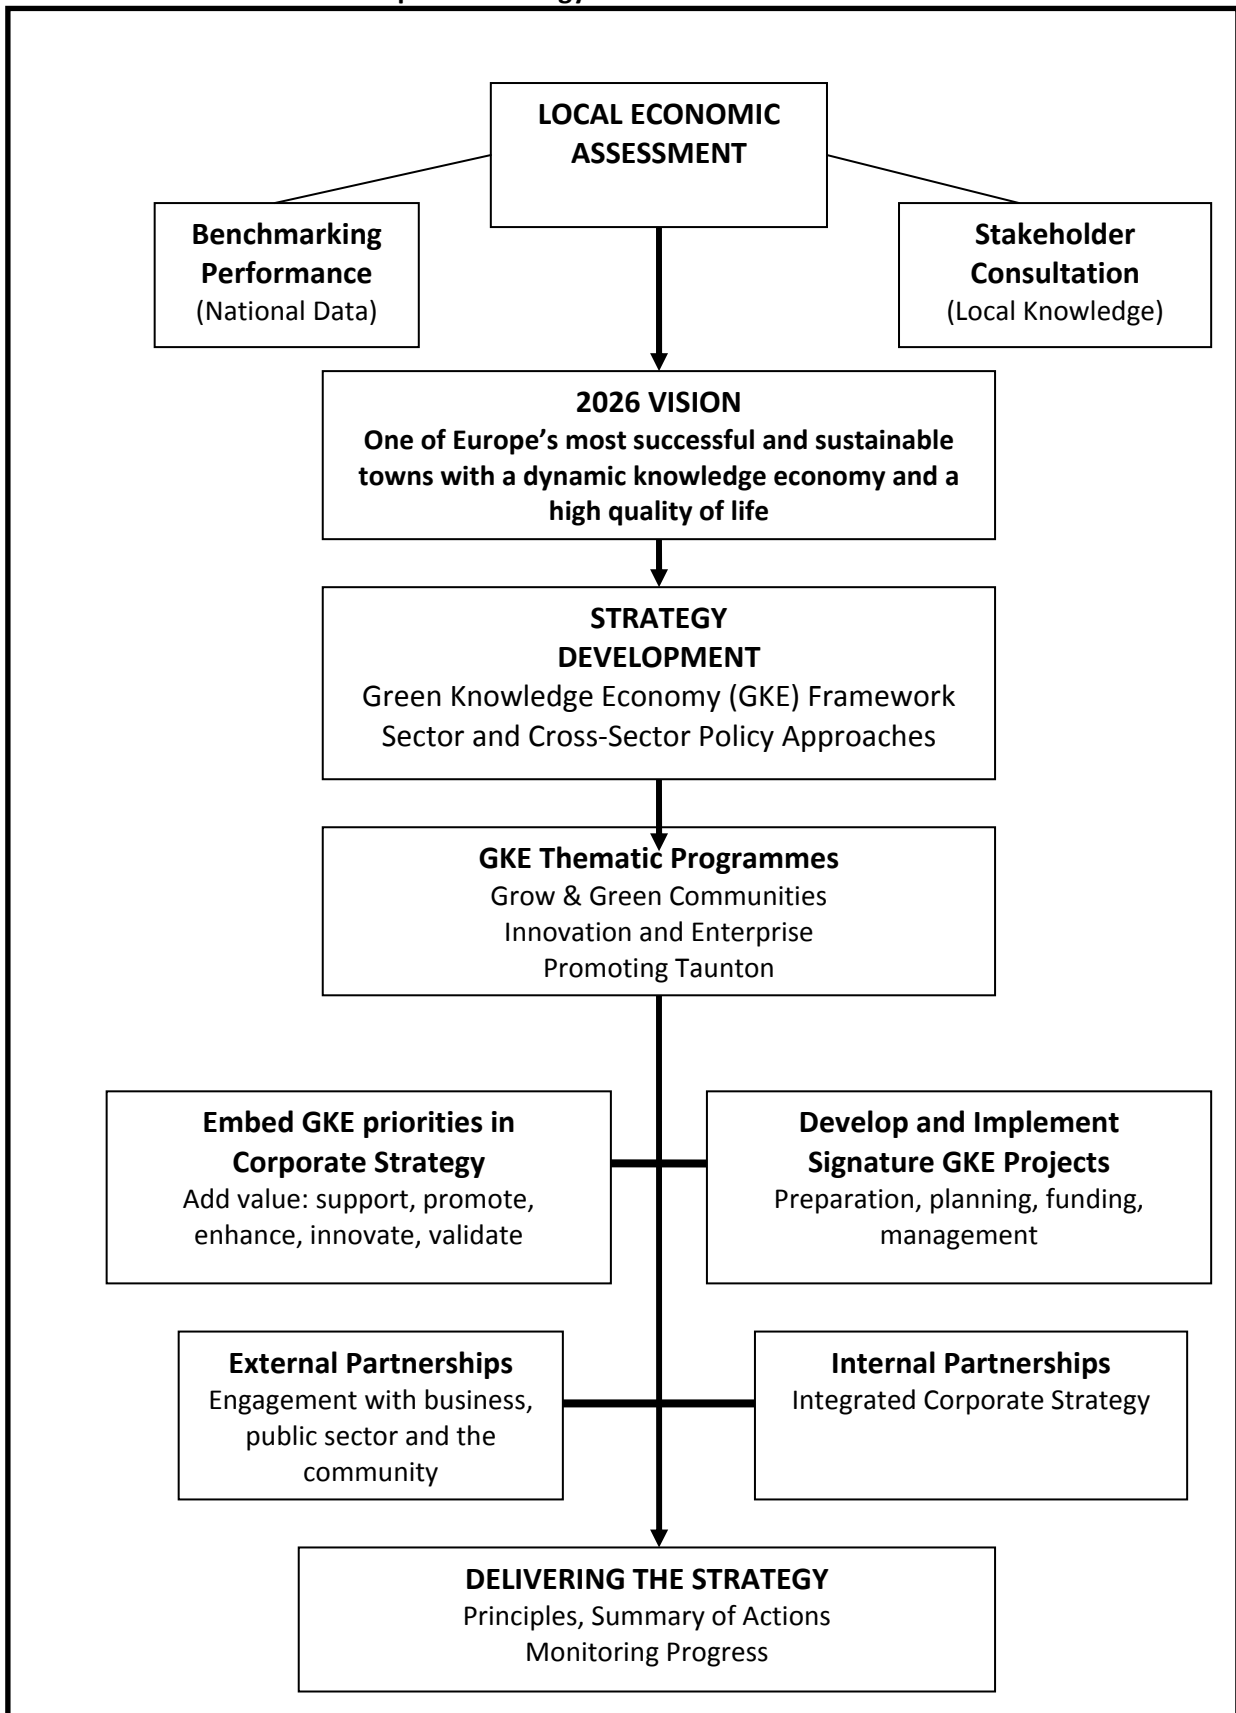 LOCAL ECONOMIC
ASSESSMENT
Benchmarking
Performance
(National Data)
Stakeholder
Consultation
(Local Knowledge)
2026 VISION
One of Europe’s most successful and sustainable
towns with a dynamic knowledge economy and a
high quality of life
STRATEGY
DEVELOPMENT
Green Knowledge Economy (GKE) Framework
Sector and Cross-Sector Policy Approaches
GKE Thematic Programmes
Grow & Green Communities
Innovation and Enterprise
Promoting Taunton
Embed GKE priorities in
Corporate Strategy
Add value: support, promote,
enhance, innovate, validate
Develop and Implement
Signature GKE Projects
Preparation, planning, funding,
management
External Partnerships
Engagement with business,
public sector and the
community
Internal Partnerships
Integrated Corporate Strategy
DELIVERING THE STRATEGY
Principles, Summary of Actions
Monitoring Progress